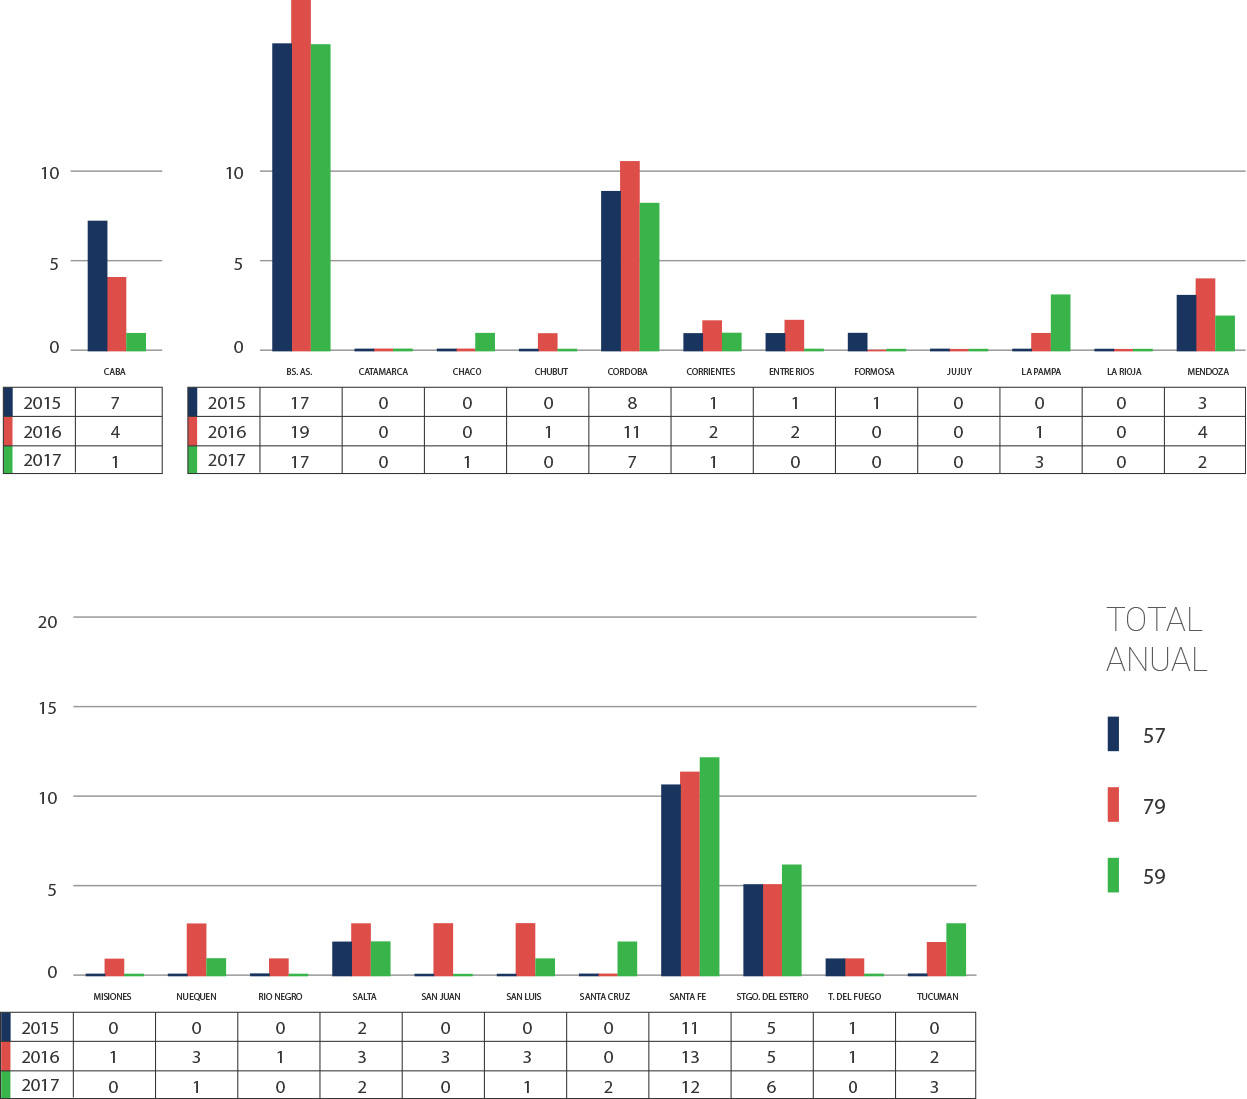 10
5
0
CABA
2015 7
2016 4
2017 1
10
5
0
BS. AS. CATAMARCA CHACO CHUBUT CORDOBA CORRIENTES ENTRE RIOS FORMOSA JUJUY LA PAMPA LA RIOJA MENDOZA
2015 17 0 0 0 8 1 1 1 0 0 0 3
2016 19 0 0 1 11 2 2 0 0 1 0 4
2017 17 0 1 0 7 1 0 0 0 3 0 2
20
15
10
5
0
MISIONES NUEQUEN RIO NEGRO SALTA SAN JUAN SAN LUIS SANTA CRUZ SANTA FE STGO. DEL ESTERO T. DEL FUEGO TUCUMAN
2015 0 0 0 2 0 0 0 11 5 1 0
2016 1 3 1 3 3 3 0 13 5 1 2
2017 0 1 0 2 0 1 2 12 6 0 3
TOTAL
ANUAL
57
79
59